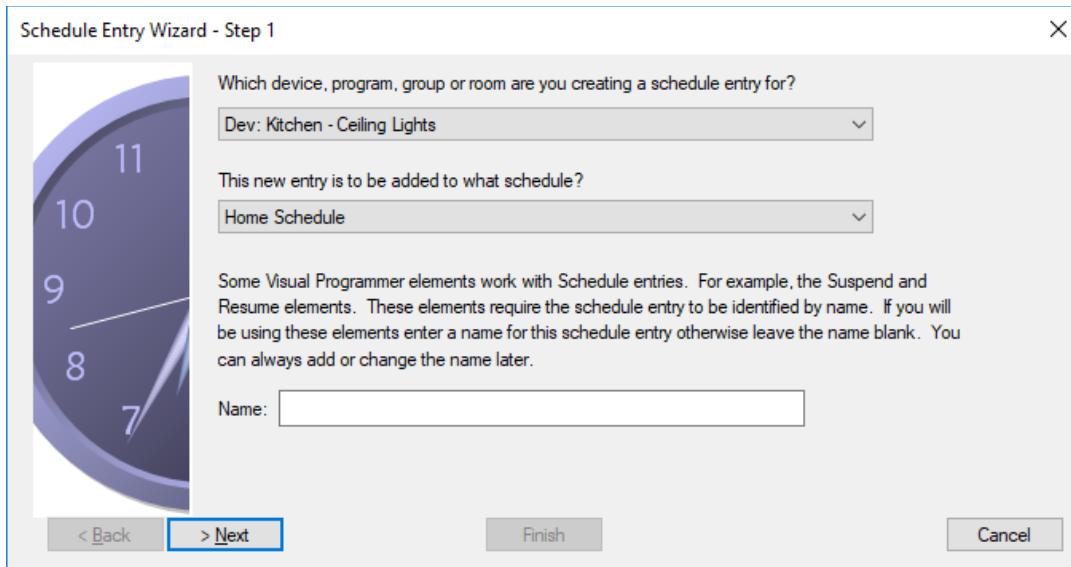 Schedule Entry Wizard - Step 1
Which device, program, group or room are you creating a schedule entry for?
Dev: Kitchen - Ceiling Lights
This new entry is to be added to what schedule?
Home Schedule
Some Visual Programmer elements work with Schedule entries.  For example, the Suspend and
Resume elements.  These elements require the schedule entry to be identified by name.  If you will
be using these elements enter a name for this schedule entry otherwise leave the name blank.  You
can always add or change the name later.
Name:
11
10
9
8
7
< Back
> Next
Finish
Cancel